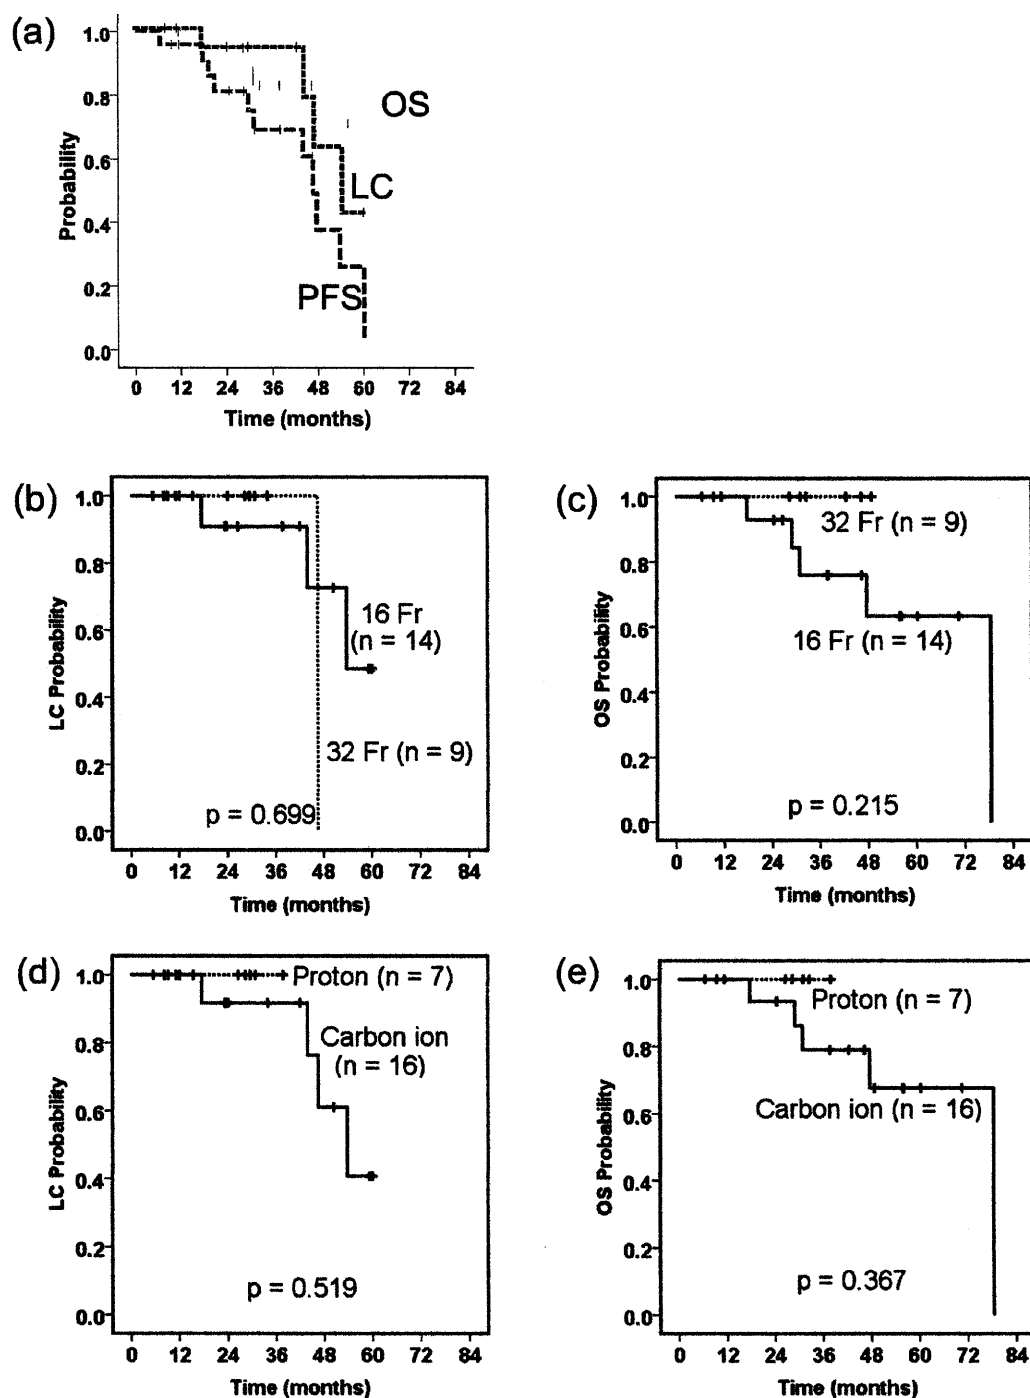 (a)
1.0
0.8
0.6
0.4
0.2
0.0
Probability
OS
LC
PFS
0 12 24 36 48 60 72 84
Time (months)
(b)
1.0
0.8
0.6
0.4
0.2
0.0
LC Probability
16 Fr
(n = 14)
32 Fr (n = 9)
p = 0.699
0 12 24 36 48 60 72 84
Time (months)
(c)
1.0
0.8
0.6
0.4
0.2
0.0
OS Probability
32 Fr (n = 9)
16 Fr (n = 14)
p = 0.215
0 12 24 36 48 60 72 84
Time (months)
(d)
1.0
0.8
0.6
0.4
0.2
0.0
LC Probability
Proton (n = 7)
Carbon ion
(n = 16)
p = 0.519
0 12 24 36 48 60 72 84
Time (months)
(e)
1.0
0.8
0.6
0.4
0.2
0.0
OS Probability
Proton (n = 7)
Carbon ion (n = 16)
p = 0.367
0 12 24 36 48 60 72 84
Time (months)